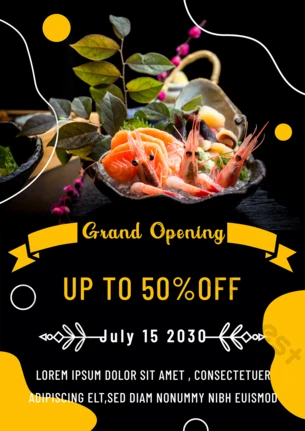 Grand Opening
UP TO 50%OFF
July 15 2030
LOREM IPSUM DOLOR SIT AMET , CONSECTETUER
ADIPISCING ELT,SED DIAM NONUMMY NIBH EUISMOD